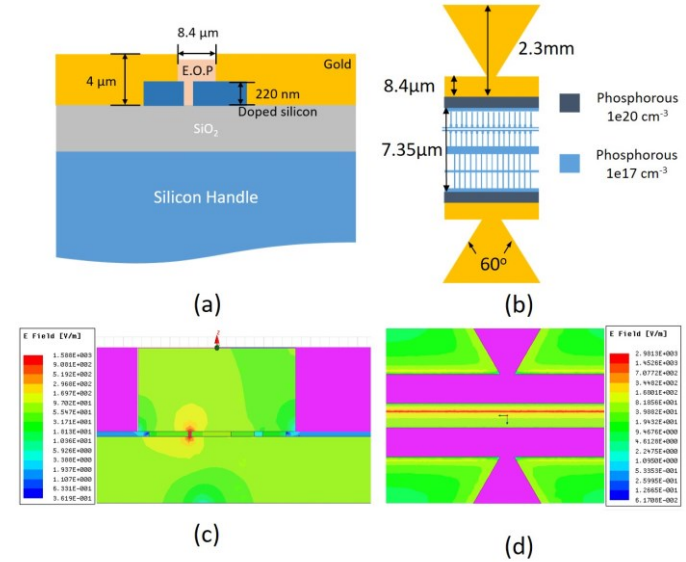 8.4 μm
E.O.P
Gold
4 μm
220 nm
Doped silicon
SiO2
Silicon Handle
(a)
2.3mm
8.4μm
7.35μm
Phosphorous
1e20 cm-3
Phosphorous
1e17 cm-3
60o
(b)
E Field [V/m]
1.588E+003
9.081E+002
5.192E+002
2.968E+002
1.697E+002
9.702E+001
5.547E+001
3.171E+001
1.813E+001
1.036E+001
5.926E+000
3.388E+000
1.937E+000
1.107E+000
6.331E-001
3.619E-001
(c)
E Field [V/m]
2.9813E+003
1.4526E+003
7.0772E+002
3.4482E+002
1.6801E+002
8.1856E+001
3.9882E+001
1.9432E+001
9.4676E+000
4.6128E+000
2.2475E+000
1.0950E+000
5.3353E-001
2.5995E-001
1.2665E-001
6.1708E-002
(d)